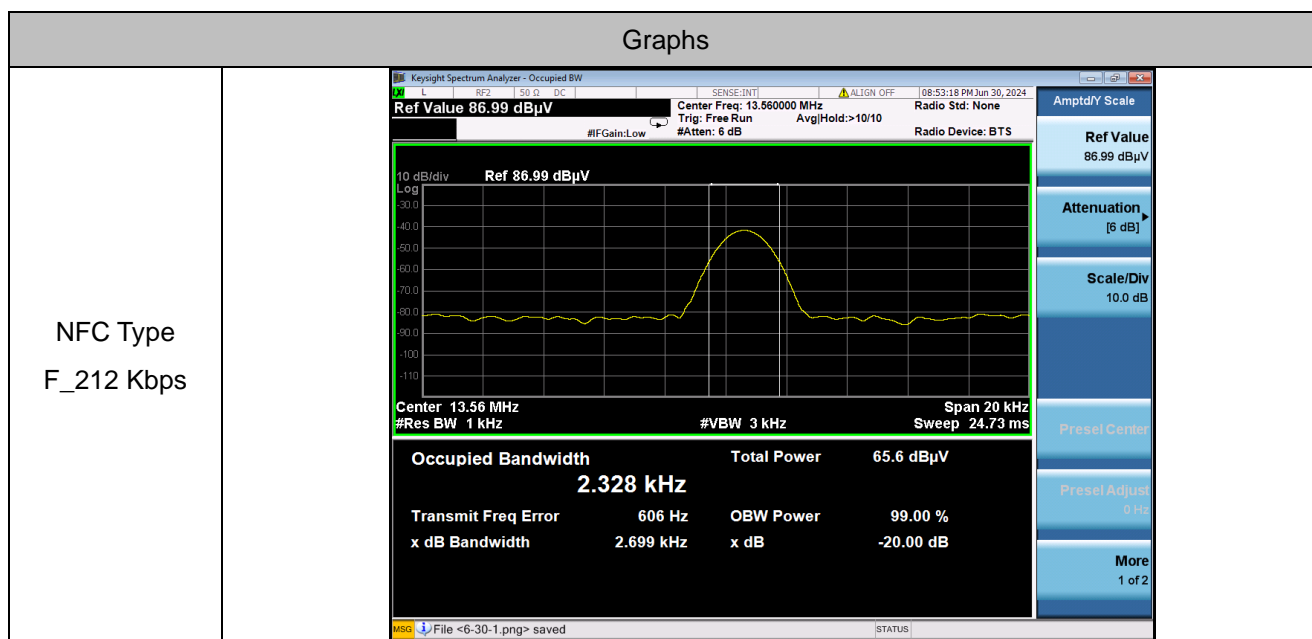 Graphs
NFC Type
F_212 Kbps
Keysight Spectrum Analyzer - Occupied BW
LXI L RF2 50 Ω DC SENSE:INT ALIGN OFF 08:53:18 PM Jun 30, 2024
Ref Value 86.99 dBµV
Center Freq: 13.560000 MHz
Radio Std: None
Trig: Free Run Avg|Hold:>10/10
#IFGain:Low
#Atten: 6 dB
Radio Device: BTS
10 dB/div Ref 86.99 dBµV
Log
-30.0
-40.0
-50.0
-60.0
-70.0
-80.0
-90.0
-100
-110
Center 13.56 MHz
Span 20 kHz
#Res BW 1 kHz
#VBW 3 kHz
Sweep 24.73 ms
Occupied Bandwidth
Total Power 65.6 dBµV
2.328 kHz
Transmit Freq Error 606 Hz
OBW Power 99.00 %
x dB Bandwidth 2.699 kHz
x dB -20.00 dB
Amptd/Y Scale
Ref Value
86.99 dBµV
Attenuation
[6 dB]
Scale/Div
10.0 dB
Presel Center
Presel Adjust
0 Hz
More
1 of 2
MSG File <6-30-1.png> saved
STATUS